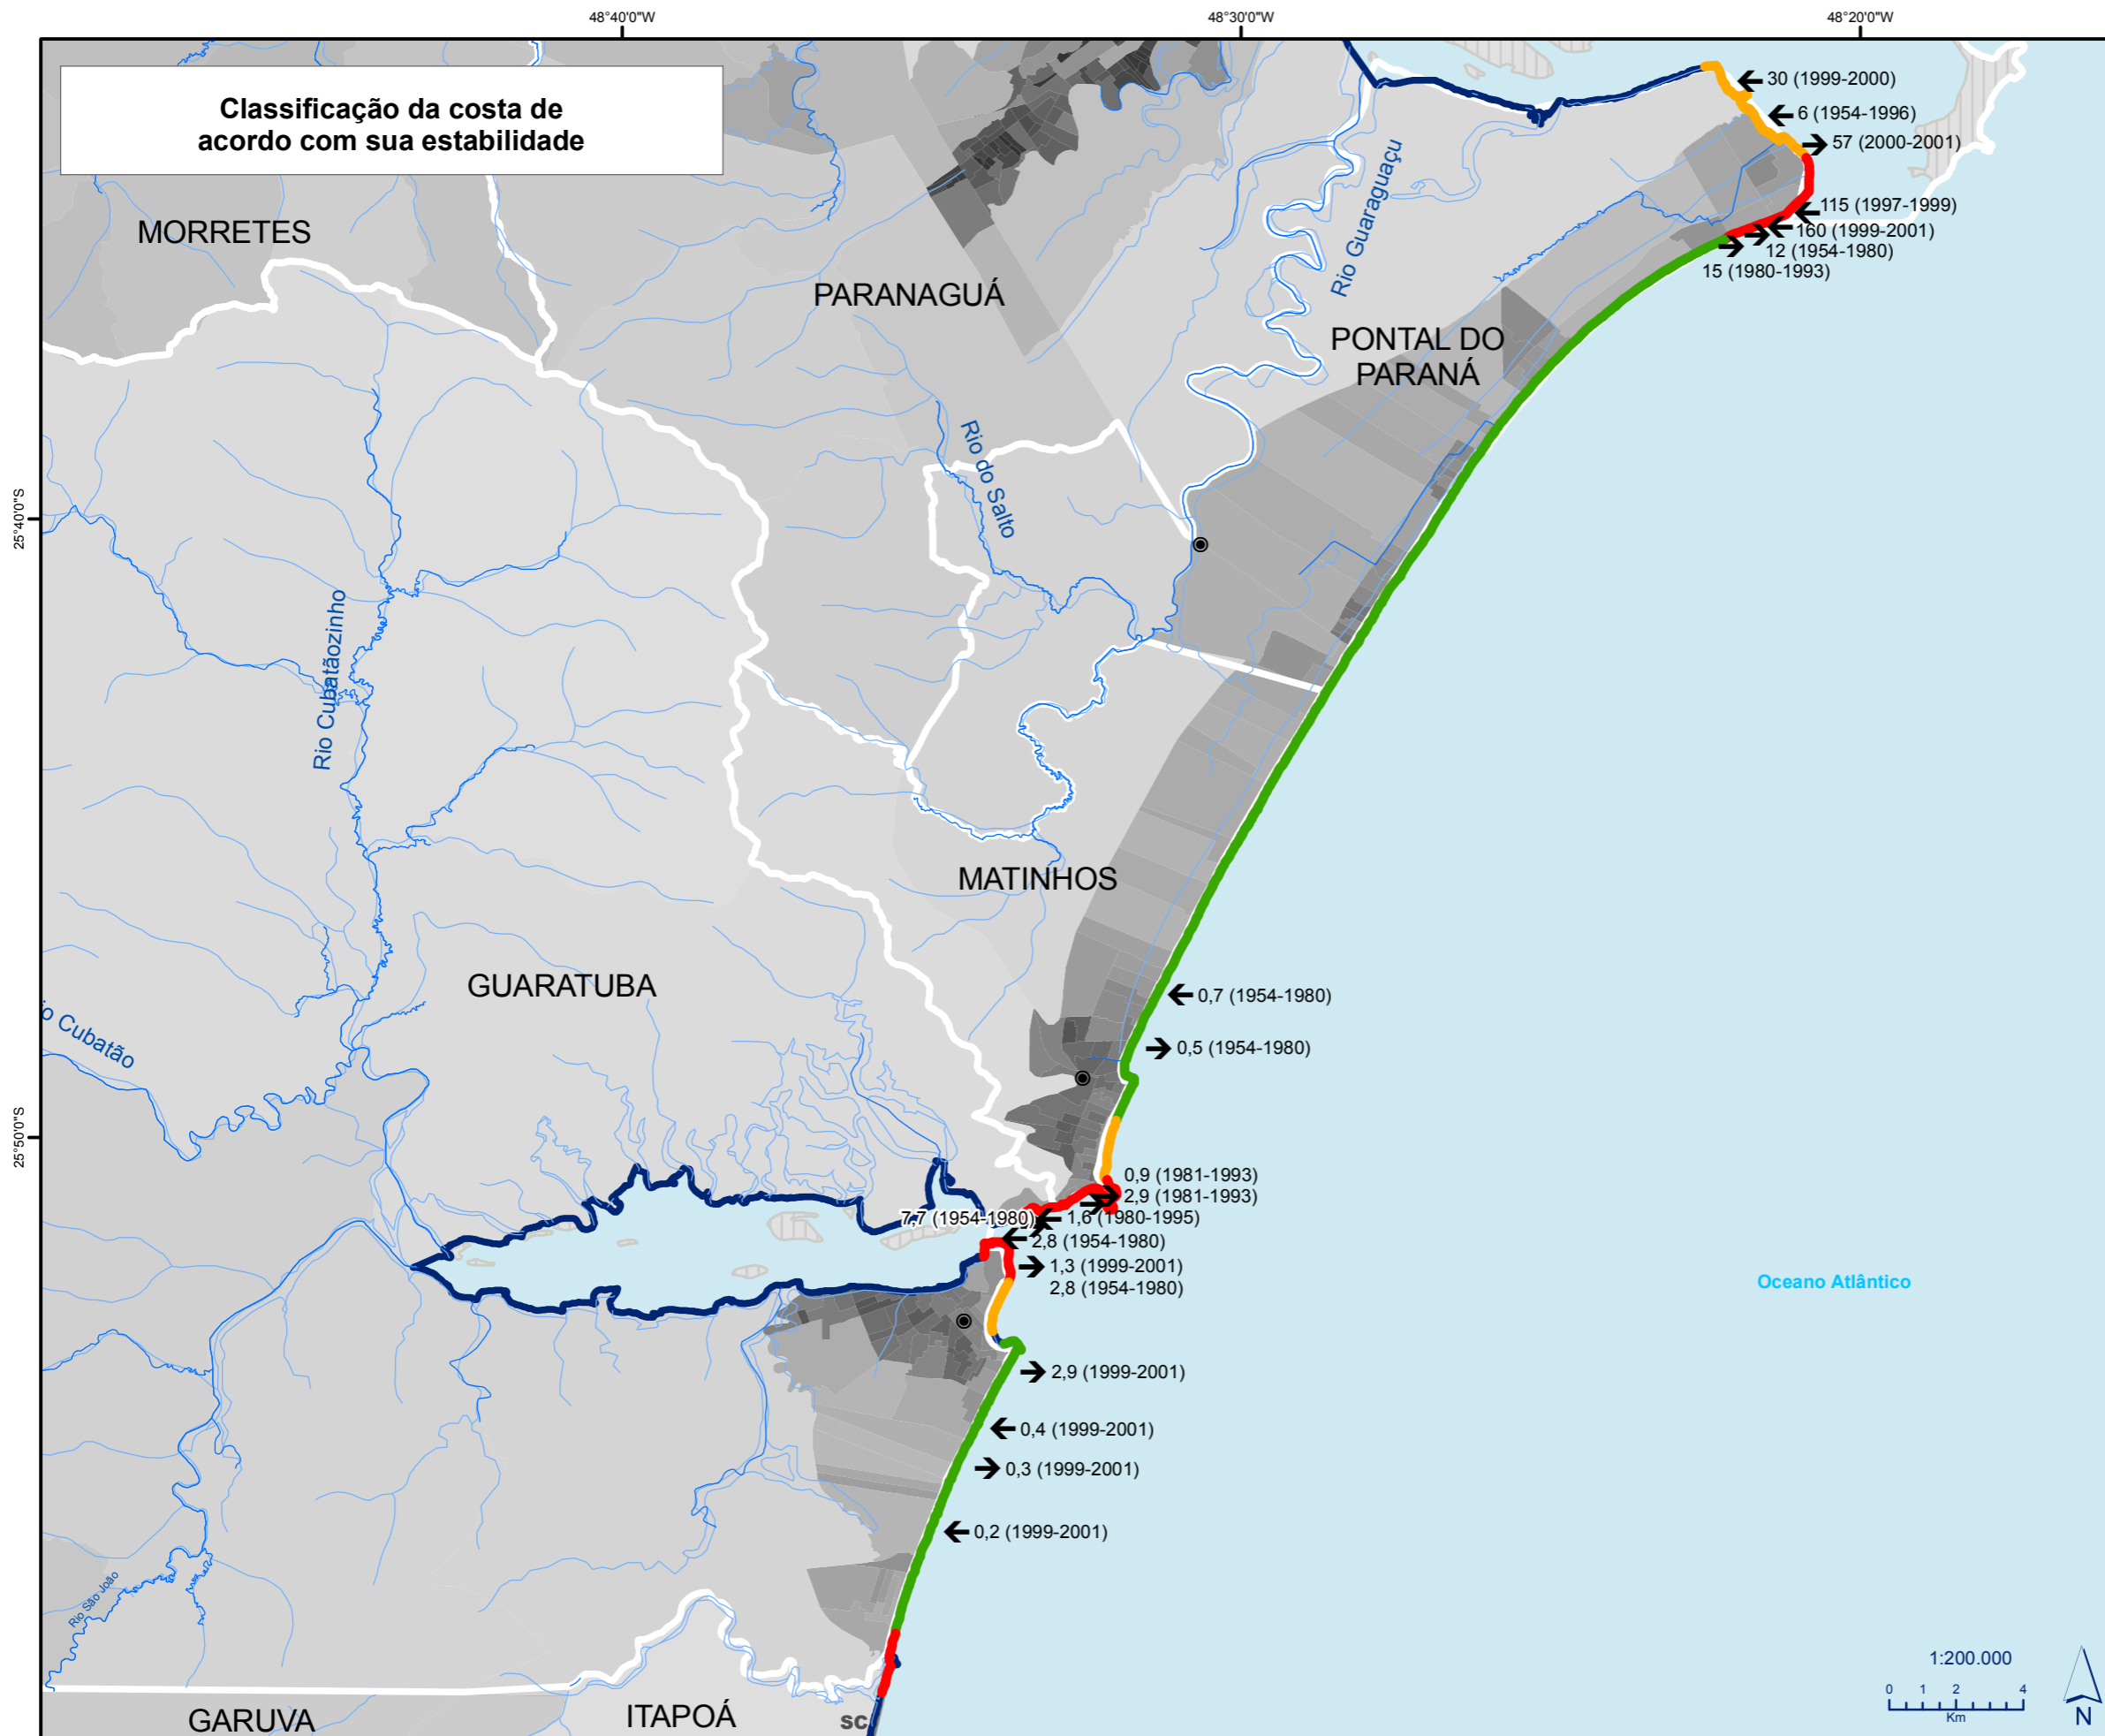 48°40'0"W
48°30'0"W
48°20'0"W
Classificação da costa de
acordo com sua estabilidade
30 (1999-2000)
6 (1954-1996)
57 (2000-2001)
115 (1997-1999)
160 (1999-2001)
12 (1954-1980)
15 (1980-1993)
MORRETES
PARANAGUÁ
Rio Guaraguaçu
PONTAL DO
PARANÁ
Rio do Salto
25°40'0"S
Rio Cubatãozinho
MATINHOS
GUARATUBA
io Cubatão
0,7 (1954-1980)
0,5 (1954-1980)
25°50'0"S
0,9 (1981-1993)
2,9 (1981-1993)
7,7 (1954-1980)
1,6 (1980-1995)
2,8 (1954-1980)
1,3 (1999-2001)
2,8 (1954-1980)
Oceano Atlântico
2,9 (1999-2001)
0,4 (1999-2001)
0,3 (1999-2001)
0,2 (1999-2001)
Rio São João
1:200.000
0 1 2 4
Km
N
GARUVA
ITAPOÁ
SC